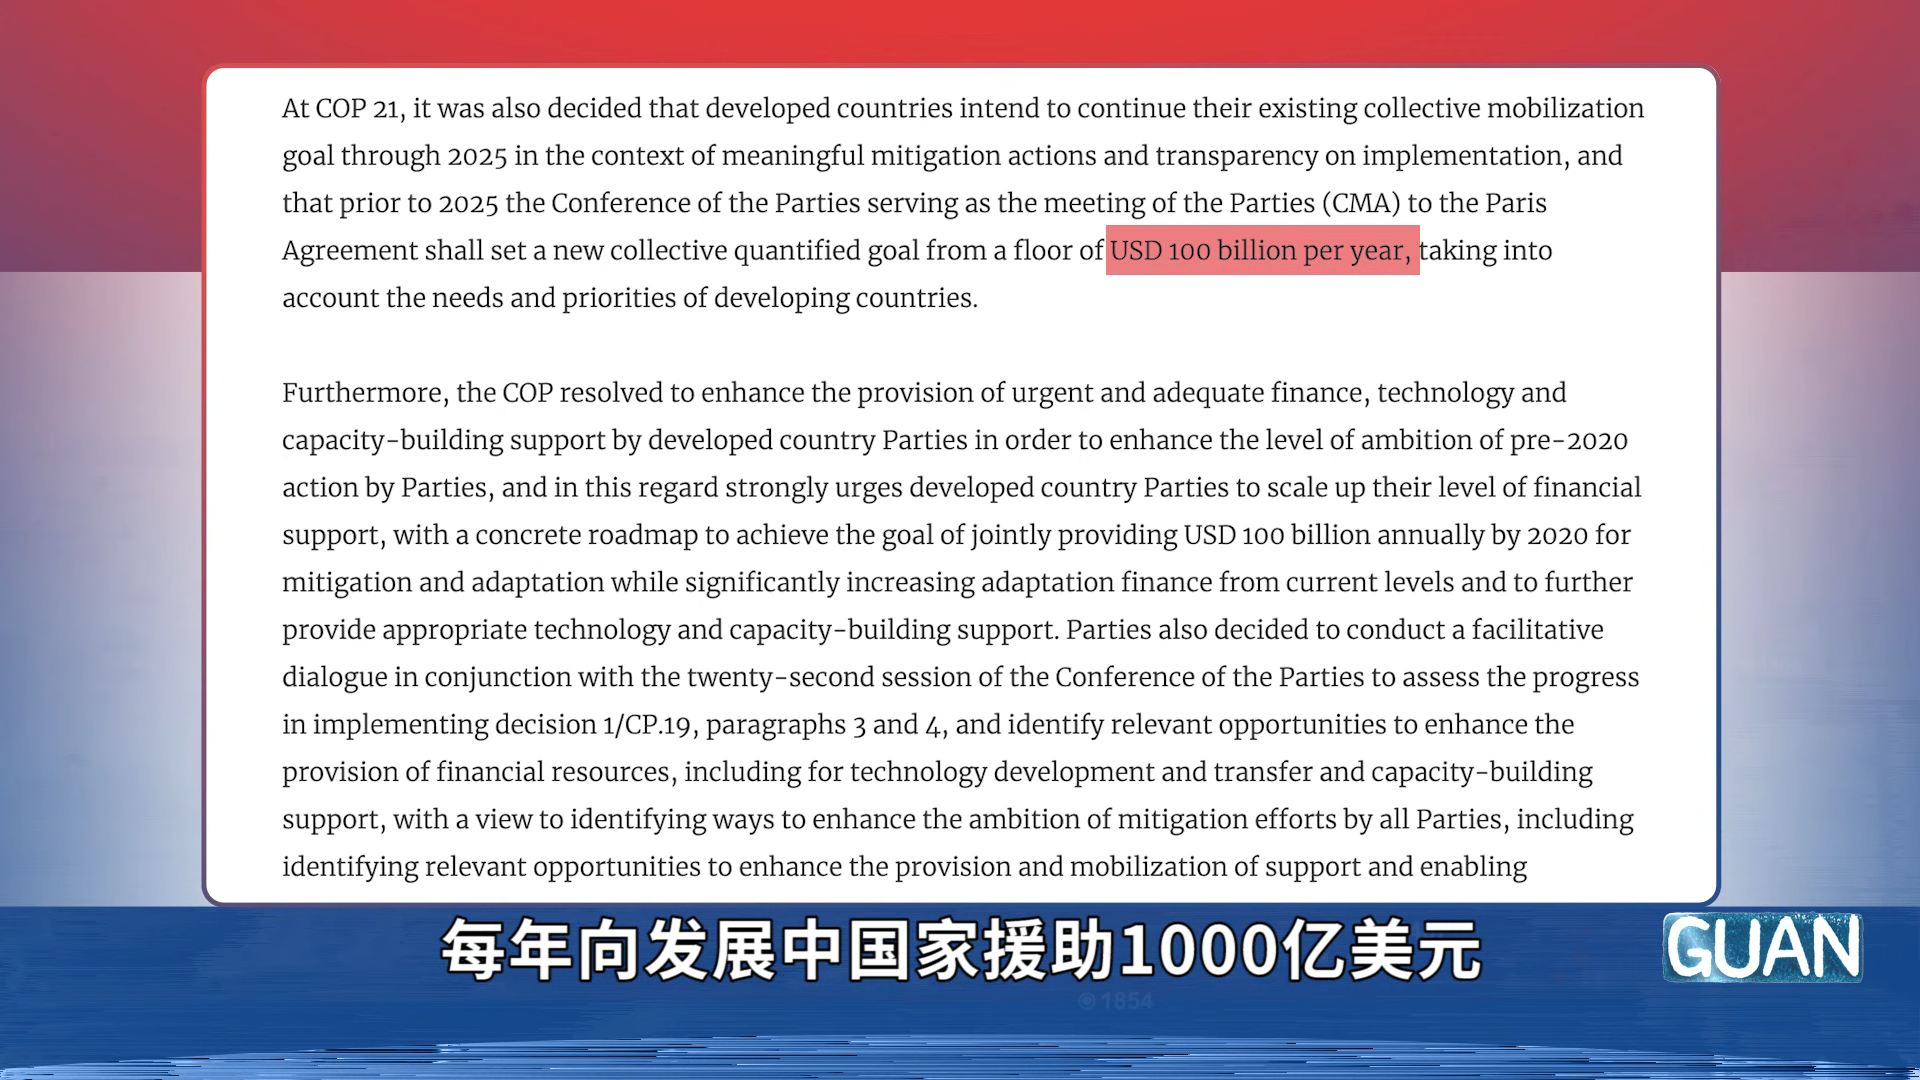 At COP 21, it was also decided that developed countries intend to continue their existing collective mobilization
goal through 2025 in the context of meaningful mitigation actions and transparency on implementation, and
that prior to 2025 the Conference of the Parties serving as the meeting of the Parties (CMA) to the Paris
Agreement shall set a new collective quantified goal from a floor of USD 100 billion per year, taking into
account the needs and priorities of developing countries.
Furthermore, the COP resolved to enhance the provision of urgent and adequate finance, technology and
capacity-building support by developed country Parties in order to enhance the level of ambition of pre-2020
action by Parties, and in this regard strongly urges developed country Parties to scale up their level of financial
support, with a concrete roadmap to achieve the goal of jointly providing USD 100 billion annually by 2020 for
mitigation and adaptation while significantly increasing adaptation finance from current levels and to further
provide appropriate technology and capacity-building support. Parties also decided to conduct a facilitative
dialogue in conjunction with the twenty-second session of the Conference of the Parties to assess the progress
in implementing decision 1/CP.19, paragraphs 3 and 4, and identify relevant opportunities to enhance the
provision of financial resources, including for technology development and transfer and capacity-building
support, with a view to identifying ways to enhance the ambition of mitigation efforts by all Parties, including
identifying relevant opportunities to enhance the provision and mobilization of support and enabling
每年向发展中国家援助1000亿美元
GUAN
1854